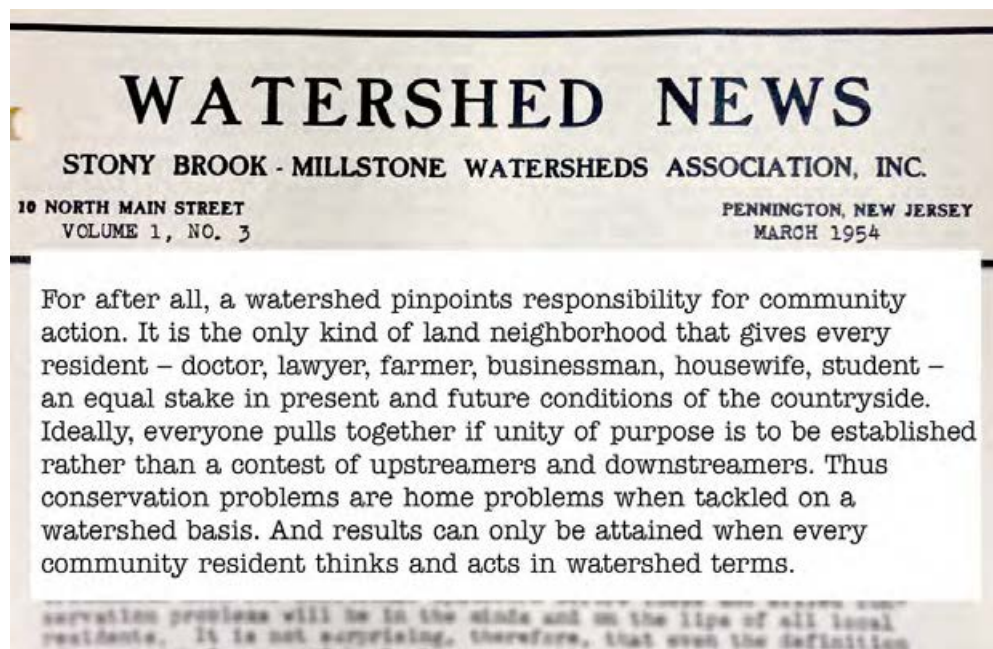 WATERSHED NEWS
STONY BROOK - MILLSTONE WATERSHEDS ASSOCIATION, INC.
10 NORTH MAIN STREET PENNINGTON, NEW JERSEY
VOLUME 1, NO. 3 MARCH 1954
For after all, a watershed pinpoints responsibility for community
action. It is the only kind of land neighborhood that gives every
resident – doctor, lawyer, farmer, businessman, housewife, student –
an equal stake in present and future conditions of the countryside.
Ideally, everyone pulls together if unity of purpose is to be established
rather than a contest of upstreamers and downstreamers. Thus
conservation problems are home problems when tackled on a
watershed basis. And results can only be attained when every
community resident thinks and acts in watershed terms.
servation problems will be in the minds and on the lips of all local
residents. It is not surprising, therefore, that even the definition